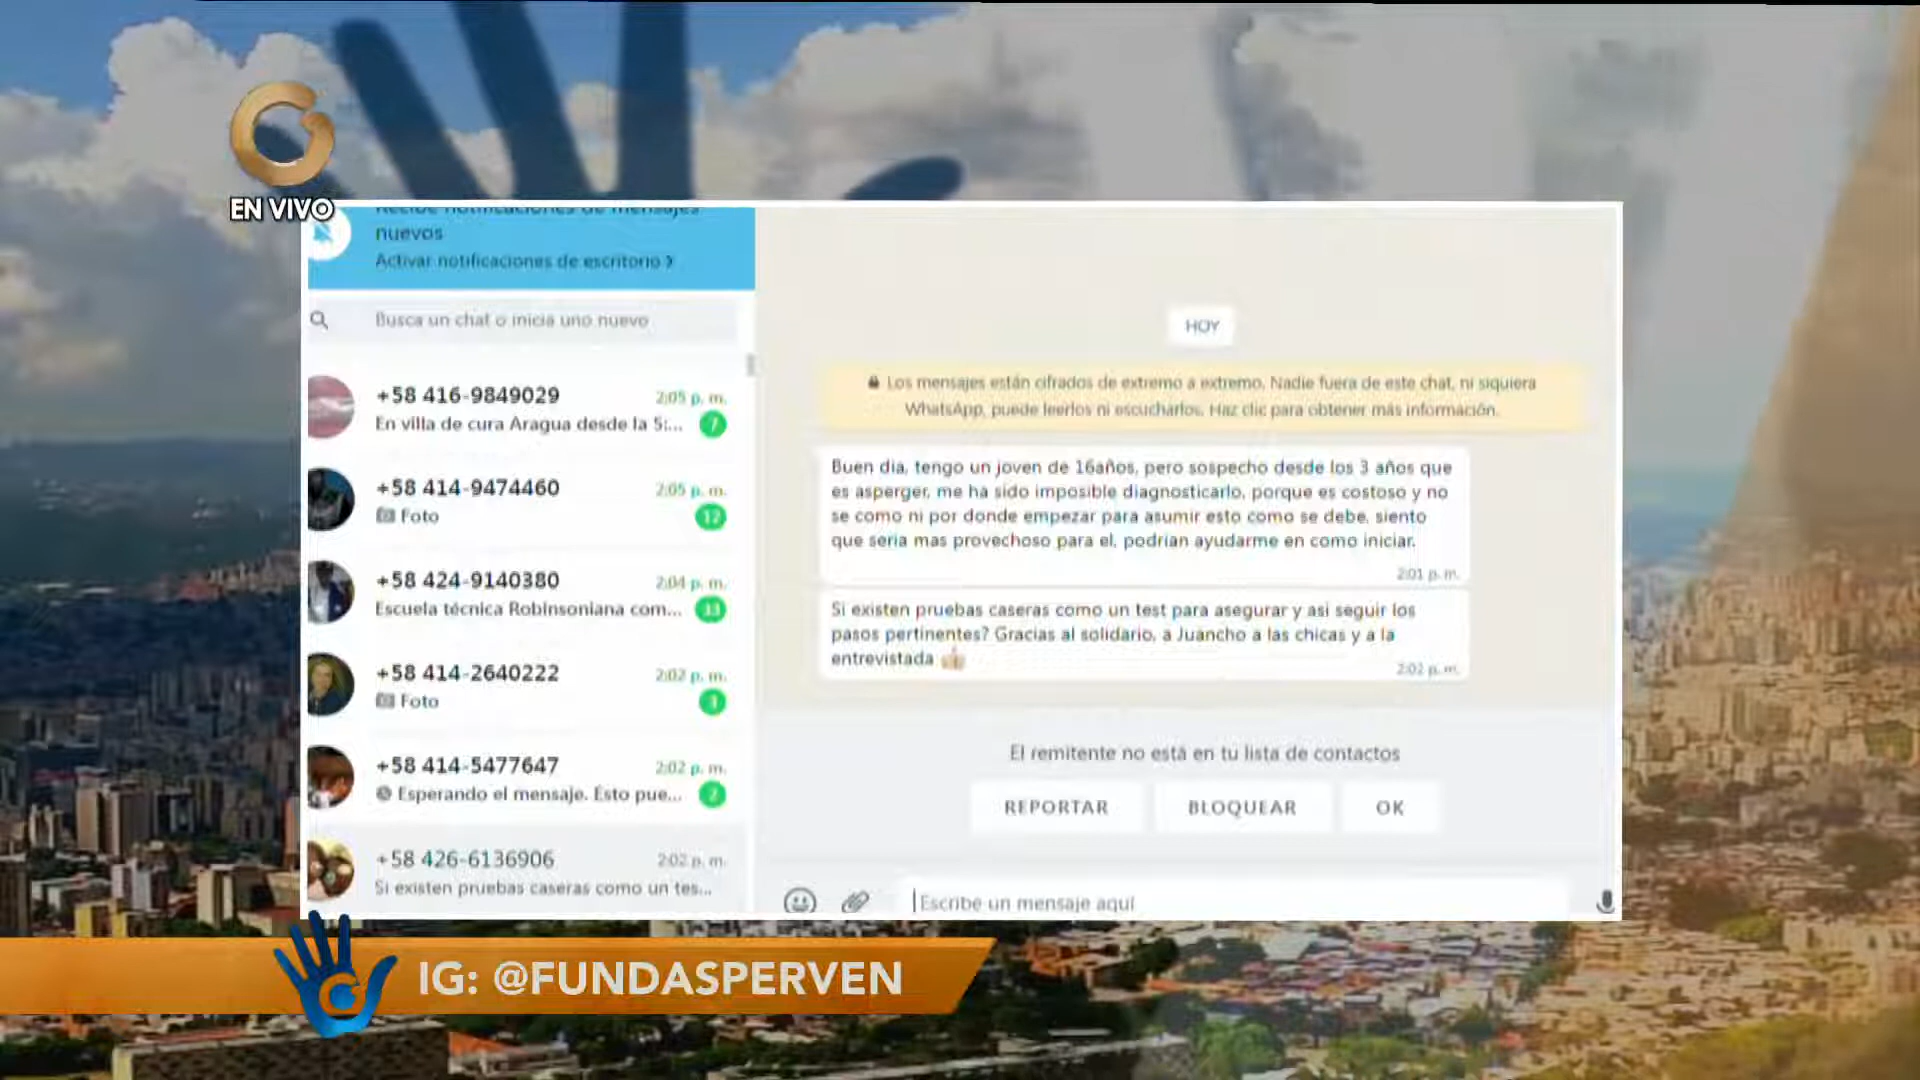 EN VIVO
Recibe notificaciones de mensajes
nuevos
Activar notificaciones de escritorio
Busca un chat o inicia uno nuevo
+58 416-9849029 2:05 p. m.
En villa de cura Aragua desde la 5:... 7
+58 414-9474460 2:05 p. m.
Foto 12
+58 424-9140380 2:04 p. m.
Escuela técnica Robinsoniana com... 33
+58 414-2640222 2:02 p. m.
Foto
+58 414-5477647 2:02 p. m.
Esperando el mensaje. Esto pue... 2
+58 426-6136906 2:02 p. m.
Si existen pruebas caseras como un tes...
HOY
Los mensajes están cifrados de extremo a extremo. Nadie fuera de este chat, ni siquiera
WhatsApp, puede leerlos ni escucharlos. Haz clic para obtener más información.
Buen dia, tengo un joven de 16años, pero sospecho desde los 3 años que
es asperger, me ha sido imposible diagnosticarlo, porque es costoso y no
se como ni por donde empezar para asumir esto como se debe, siento
que seria mas provechoso para el, podrian ayudarme en como iniciar.
2:01 p. m.
Si existen pruebas caseras como un test para asegurar y asi seguir los
pasos pertinentes? Gracias al solidario, a Juancho a las chicas y a la
entrevistada
2:02 p. m.
El remitente no está en tu lista de contactos
REPORTAR BLOQUEAR OK
Escribe un mensaje aquí
IG: @FUNDASPERVEN